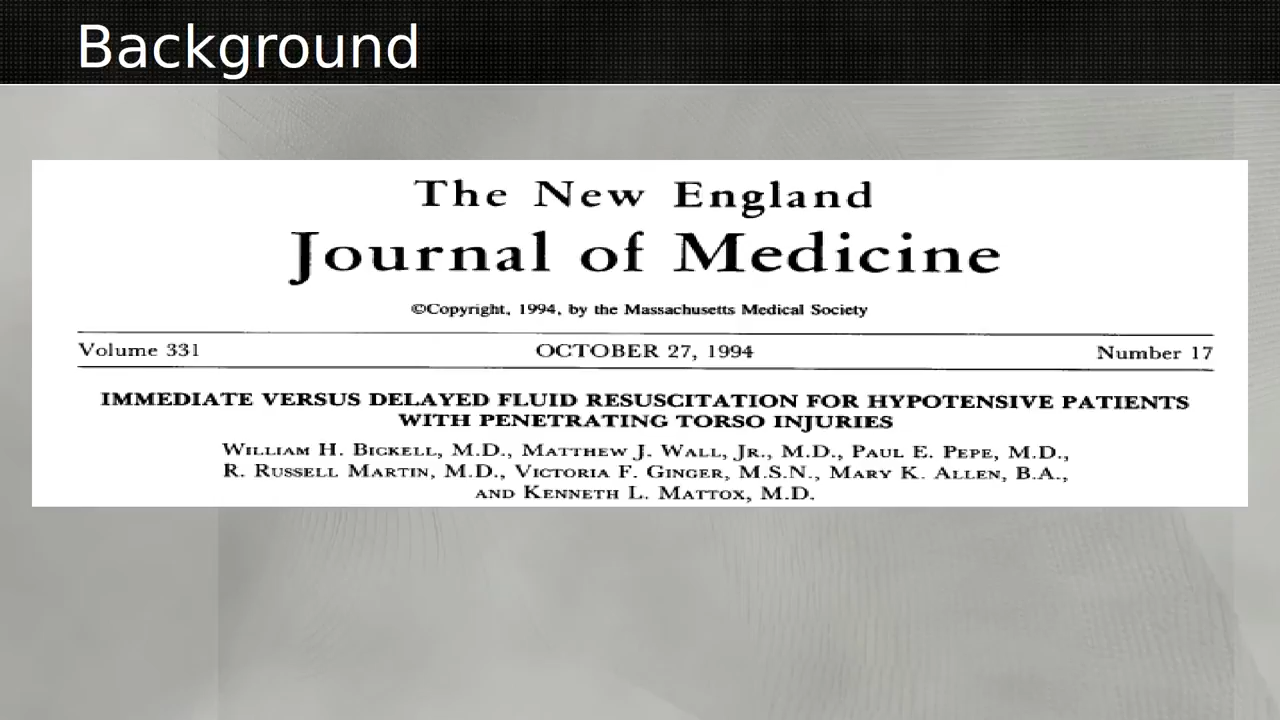 Background
The New England
Journal of Medicine
©Copyright, 1994, by the Massachusetts Medical Society
Volume 331 OCTOBER 27, 1994 Number 17
IMMEDIATE VERSUS DELAYED FLUID RESUSCITATION FOR HYPOTENSIVE PATIENTS
WITH PENETRATING TORSO INJURIES
WILLIAM H. BICKELL, M.D., MATTHEW J. WALL, JR., M.D., PAUL E. PEPE, M.D.,
R. RUSSELL MARTIN, M.D., VICTORIA F. GINGER, M.S.N., MARY K. ALLEN, B.A.,
AND KENNETH L. MATTOX, M.D.